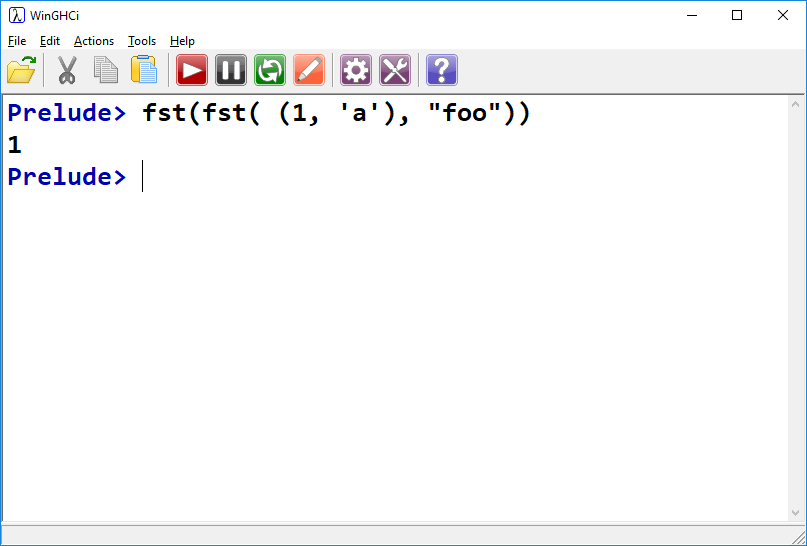 WinGHCi
File Edit Actions Tools Help
Prelude> fst(fst( (1, 'a'), "foo"))
1
Prelude>